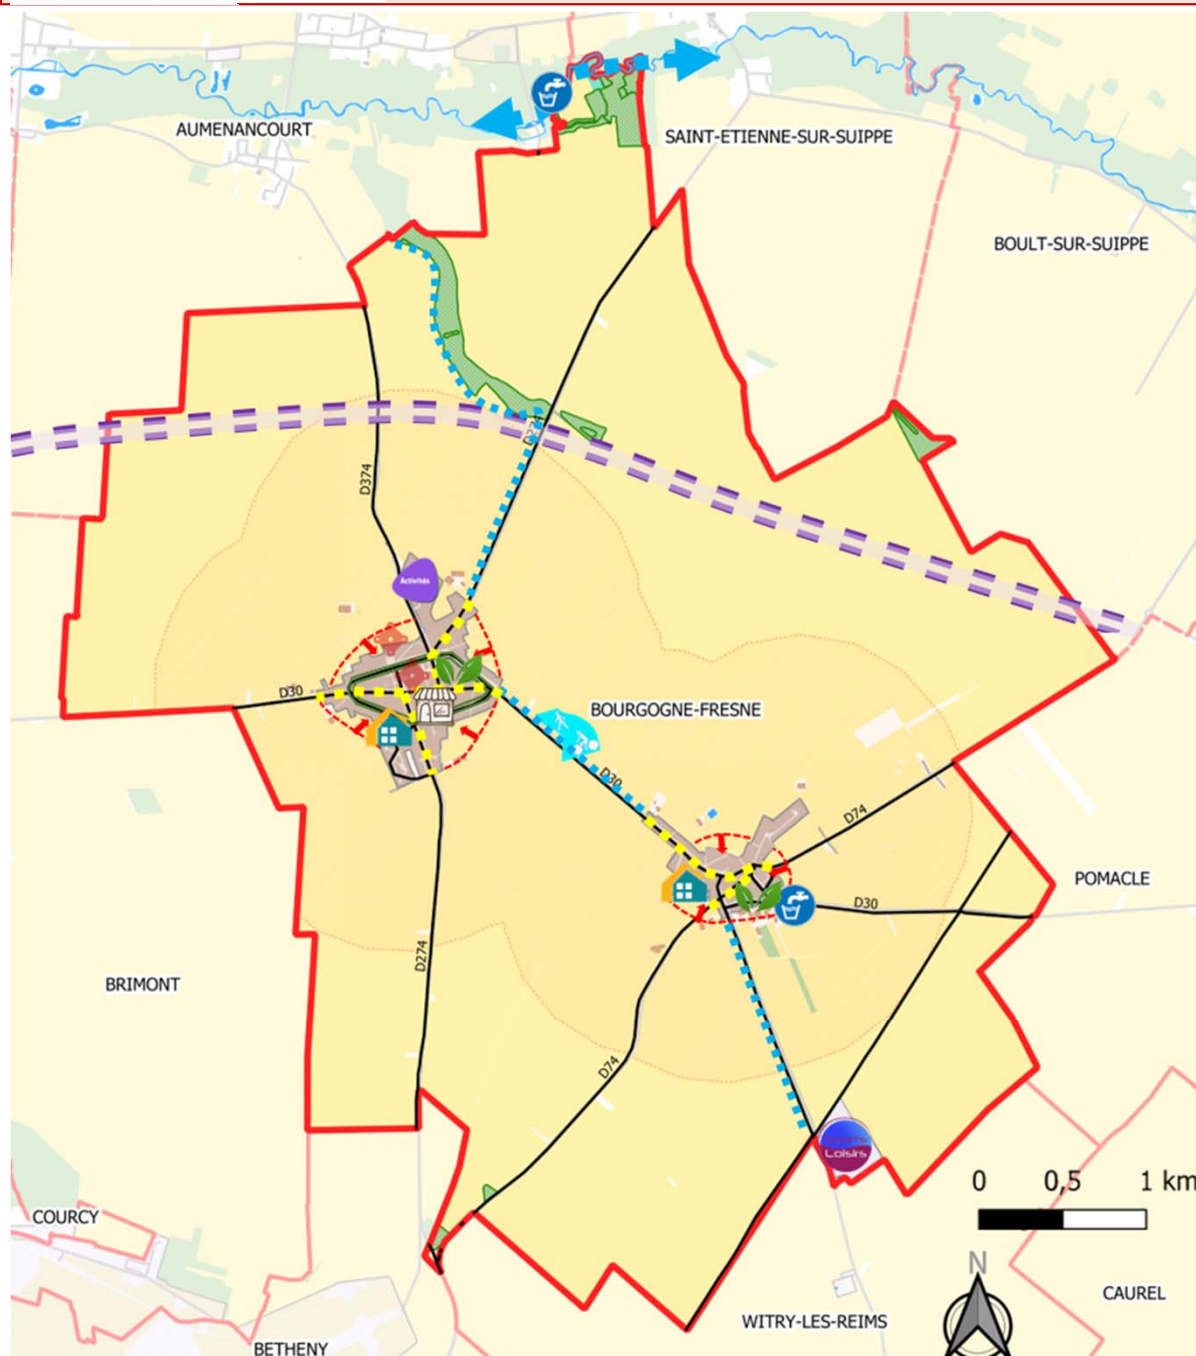 AUMENANCOURT
SAINT-ETIENNE-SUR-SUIPPE
BOULT-SUR-SUIPPE
D374
Activités
D30
BOURGOGNE-FRESNE
D30
D74
POMACLE
D30
D274
BRIMONT
D74
Loisirs
0 0,5 1 km
COURCY
N
CAUREL
WITRY-LES-REIMS
BETHENY